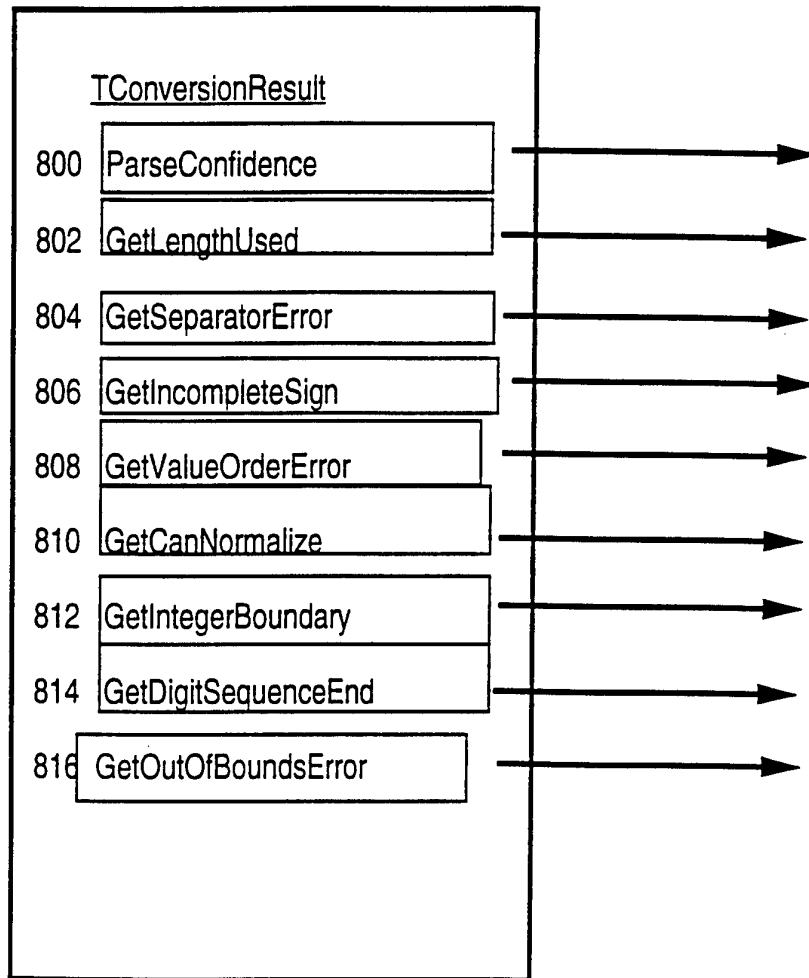 TConversionResult
800 ParseConfidence
802 GetLengthUsed
804 GetSeparatorError
806 GetIncompleteSign
808 GetValueOrderError
810 GetCanNormalize
812 GetIntegerBoundary
814 GetDigitSequenceEnd
816 GetOutOfBoundsError